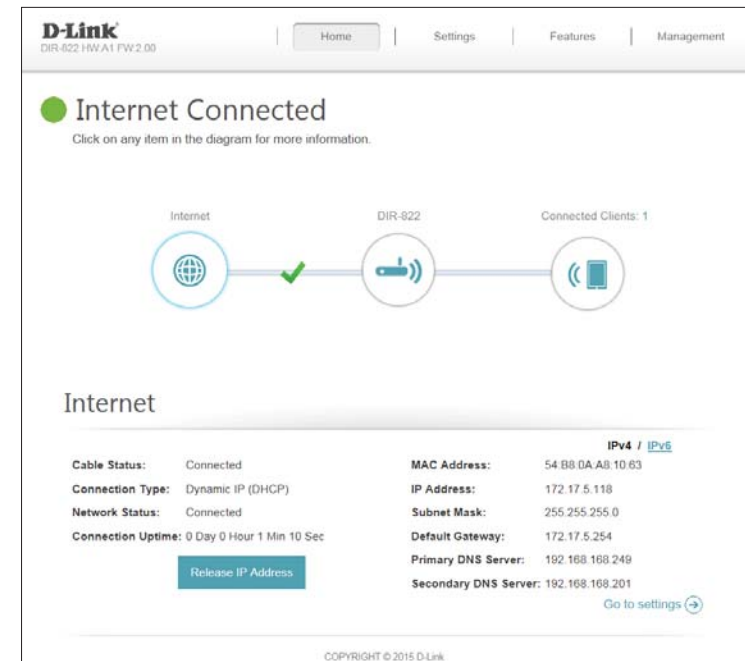 D-Link
DIR-822 HW:A1 FW:2.00
Home
Settings
Features
Management
Internet Connected
Click on any item in the diagram for more information.
Internet
DIR-822
Connected Clients: 1
Internet
IPv4 / IPv6
Cable Status: Connected
Connection Type: Dynamic IP (DHCP)
Network Status: Connected
Connection Uptime: 0 Day 0 Hour 1 Min 10 Sec
Release IP Address
MAC Address: 54:B8:0A:A8:10:63
IP Address: 172.17.5.118
Subnet Mask: 255.255.255.0
Default Gateway: 172.17.5.254
Primary DNS Server: 192.168.168.249
Secondary DNS Server: 192.168.168.201
Go to settings
COPYRIGHT © 2015 D-Link